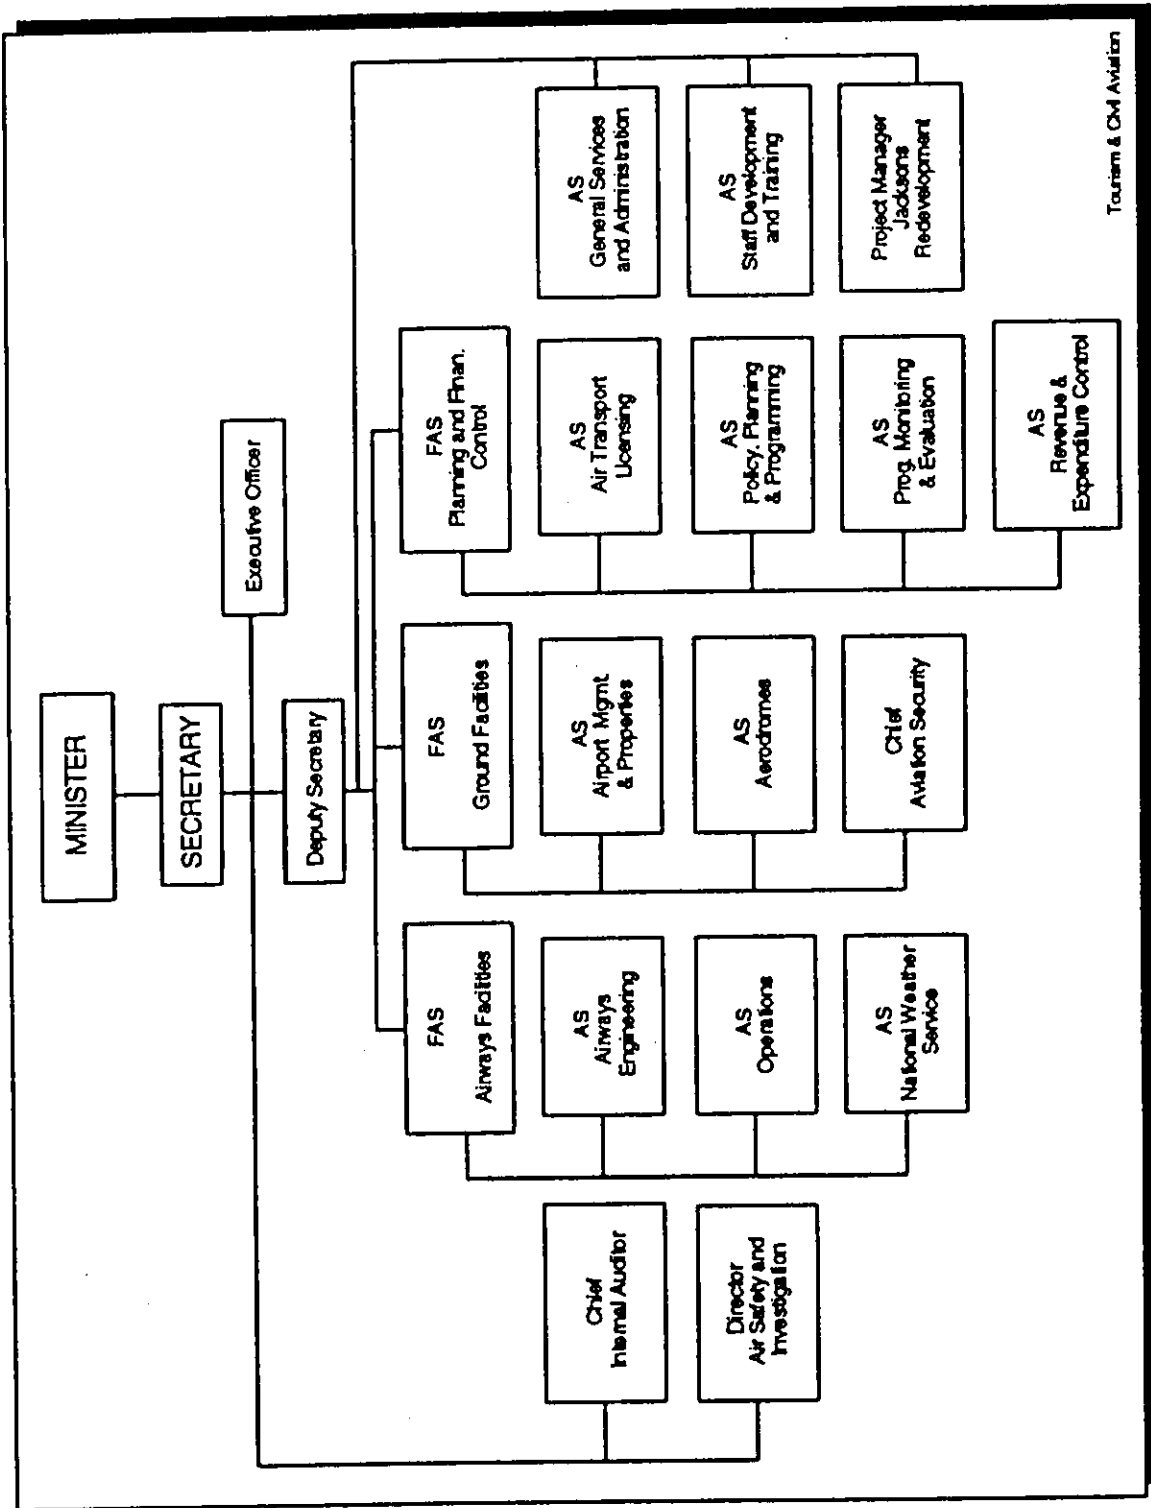 MINISTER
SECRETARY
Executive Officer
Deputy Secretary
FAS
Airways Facilities
FAS
Ground Facilities
FAS
Planning and Finan.
Control
Chief
Internal Auditor
AS
Airways
Engineering
AS
Airport Mgmt.
& Properties
AS
Air Transport
Licensing
AS
General Services
and Administration
Director
Air Safety and
Investigation
AS
Operations
AS
Aerodromes
AS
Policy, Planning
& Programming
AS
Staff Development
and Training
AS
National Weather
Service
Chief
Aviation Security
AS
Prog. Monitoring
& Evaluation
Project Manager
Jacksons
Redevelopment
AS
Revenue &
Expenditure Control
Tourism & Civil Aviation